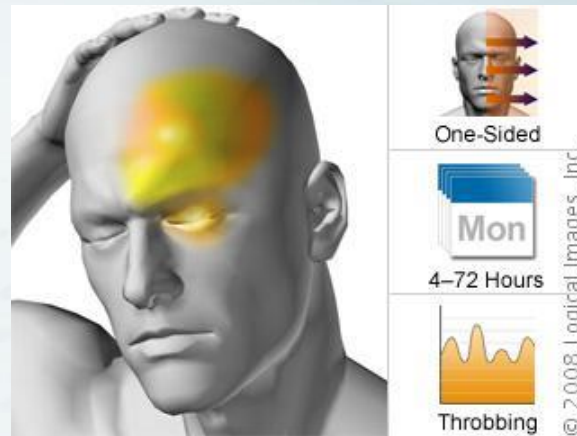 One-Sided
Mon
4–72 Hours
Throbbing
© 2008 Logical Images, Inc.